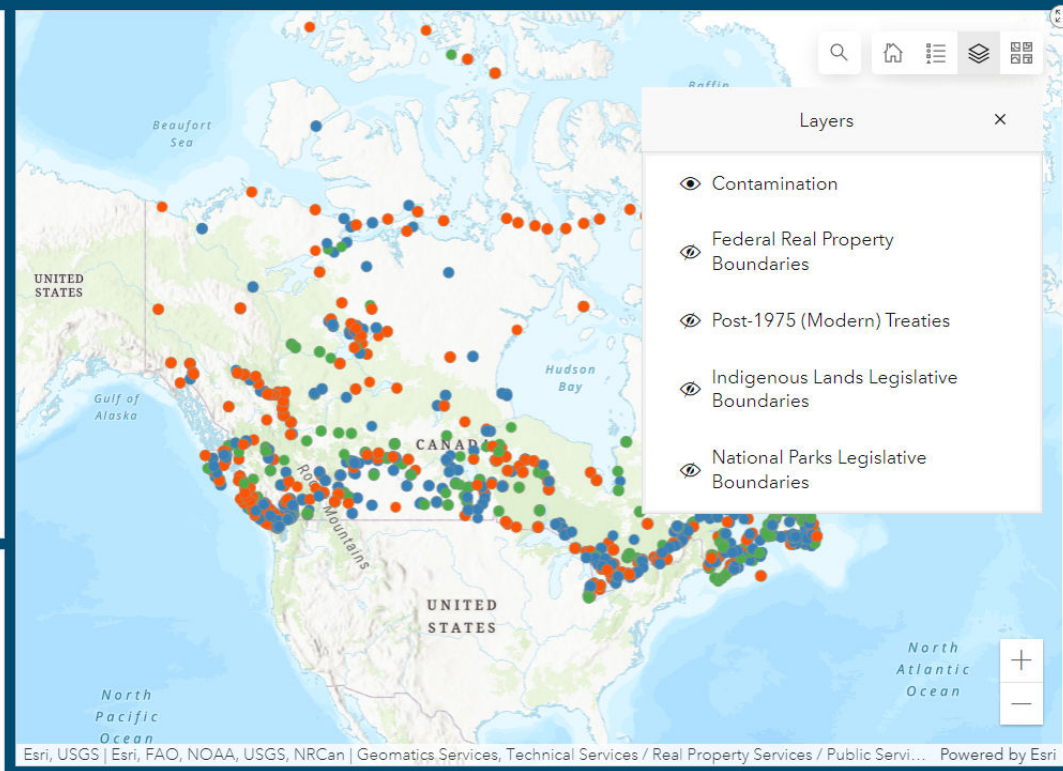 Baffin
Beaufort
Sea
Layers
Contamination
Federal Real Property
Boundaries
UNITED
STATES
Post-1975 (Modern) Treaties
Hudson
Bay
Indigenous Lands Legislative
Boundaries
Gulf of
Alaska
CANADA
National Parks Legislative
Boundaries
Rocky Mountains
UNITED
STATES
North
Atlantic
Ocean
North
Pacific
Ocean
Esri, USGS | Esri, FAO, NOAA, USGS, NRCan | Geomatics Services, Technical Services / Real Property Services / Public Servi...
Powered by Esri